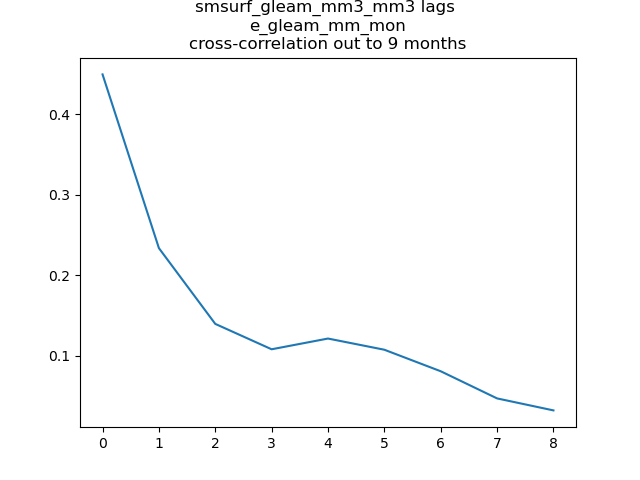 smsurf_gleam_mm3_mm3 lags
e_gleam_mm_mon
cross-correlation out to 9 months
0.4
0.3
0.2
0.1
0 1 2 3 4 5 6 7 8